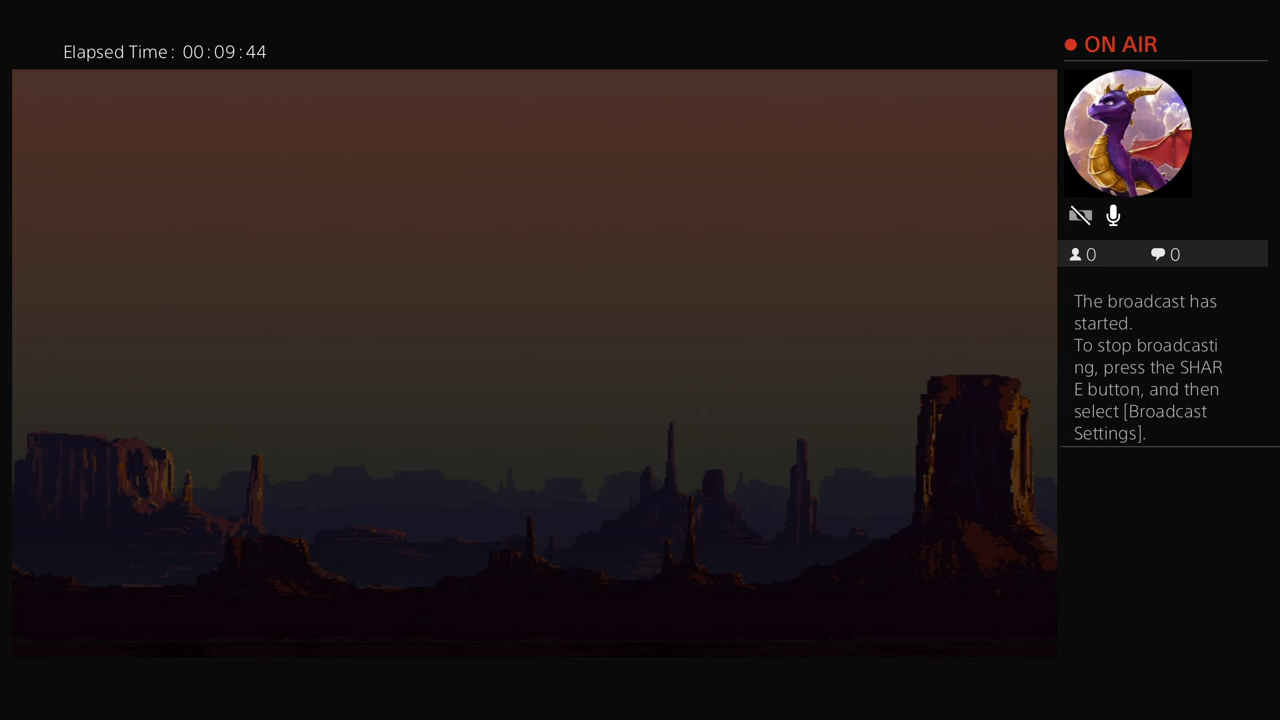 Elapsed Time: 00:09:44
ON AIR
0 0
The broadcast has
started.
To stop broadcasti
ng, press the SHAR
E button, and then
select [Broadcast
Settings].